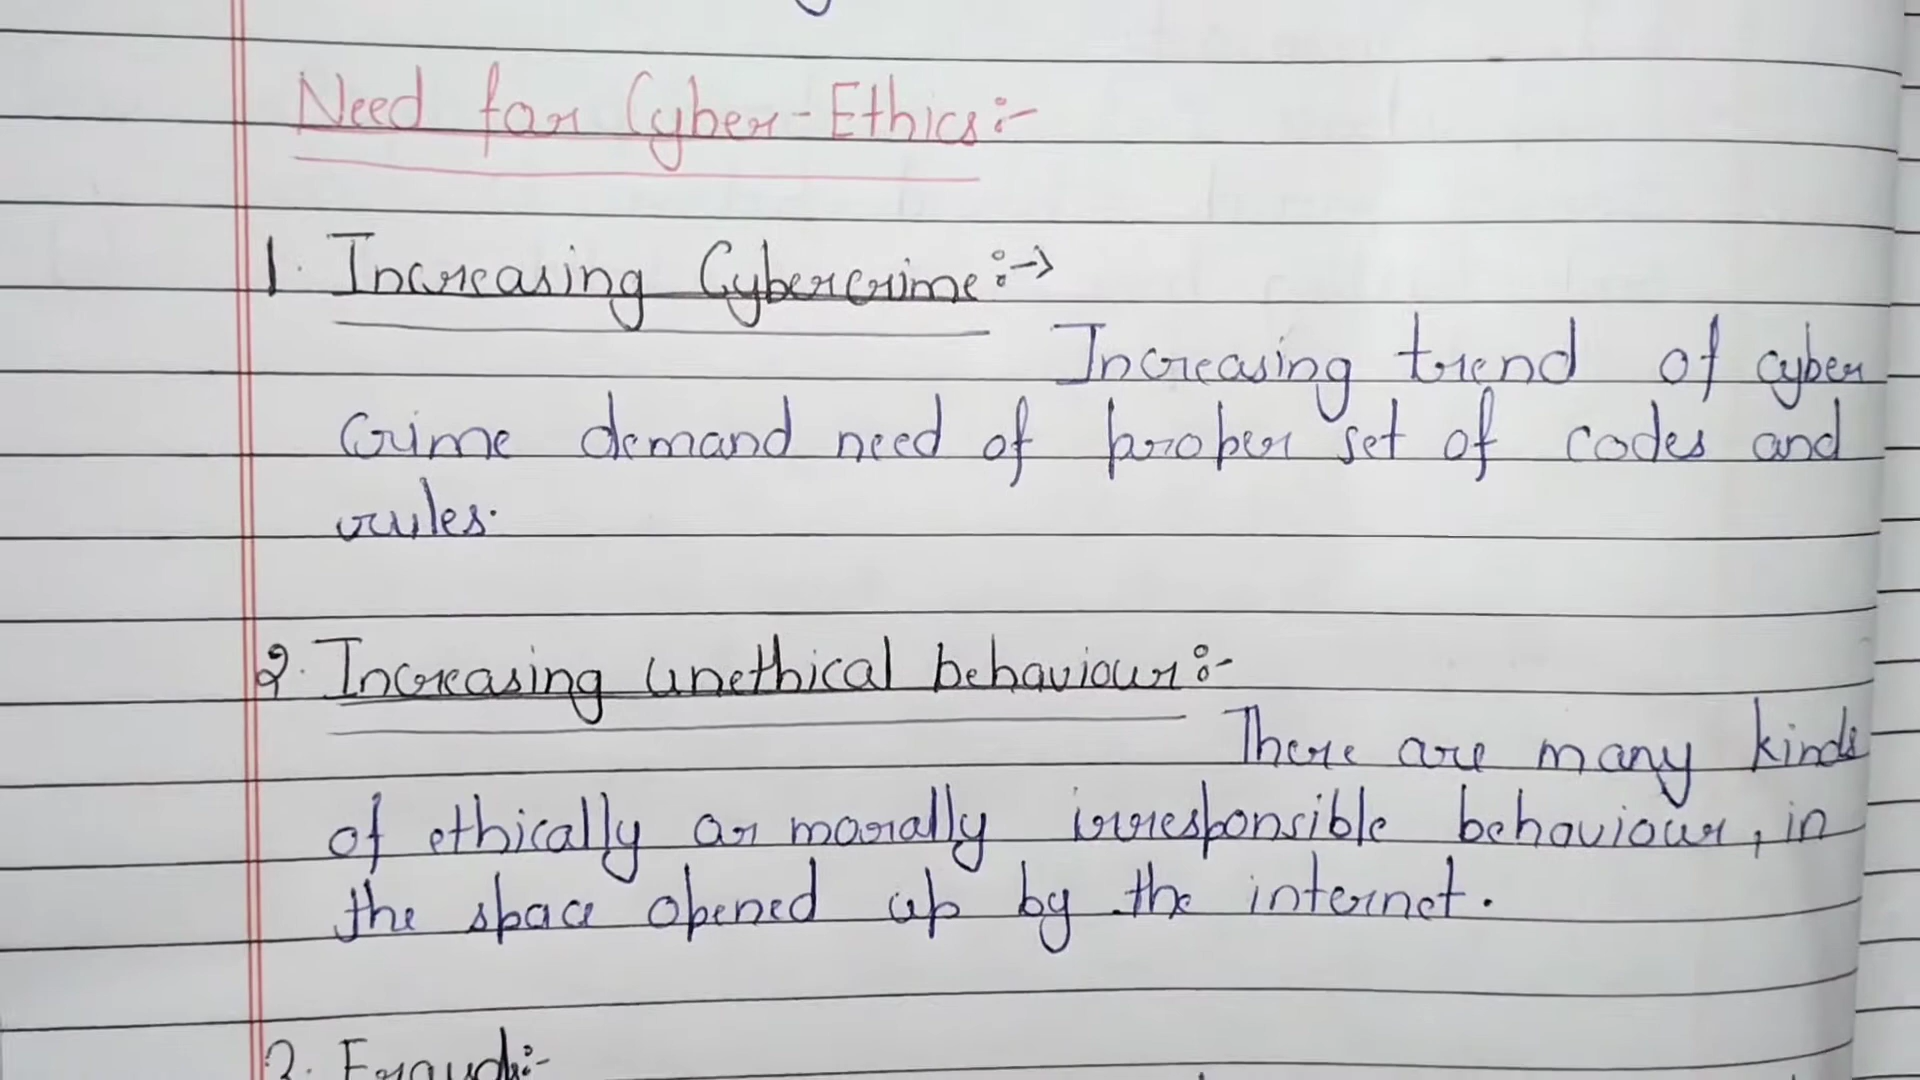 Need for Cyber-Ethics:-
1. Increasing Cybercrime:→
Increasing trend of cyber
crime demand need of proper set of codes and
rules.
2. Increasing unethical behaviour:-
There are many kinds
of ethically or morally irresponsible behaviour, in
the space opened up by the internet.
3. Fraud:-